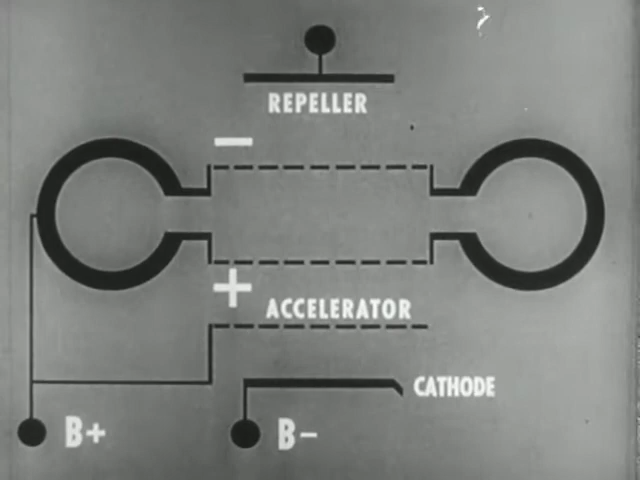 REPELLER
−
+
ACCELERATOR
CATHODE
B+
B−